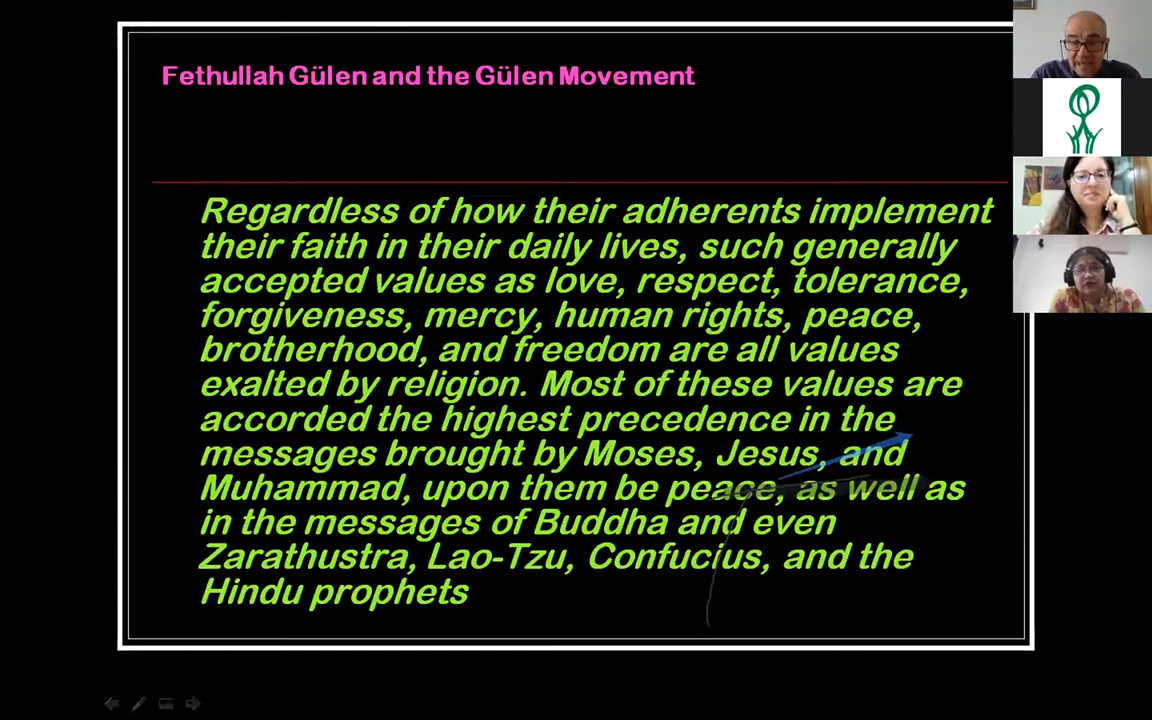 Fethullah Gülen and the Gülen Movement
Regardless of how their adherents implement
their faith in their daily lives, such generally
accepted values as love, respect, tolerance,
forgiveness, mercy, human rights, peace,
brotherhood, and freedom are all values
exalted by religion. Most of these values are
accorded the highest precedence in the
messages brought by Moses, Jesus, and
Muhammad, upon them be peace, as well as
in the messages of Buddha and even
Zarathustra, Lao-Tzu, Confucius, and the
Hindu prophets